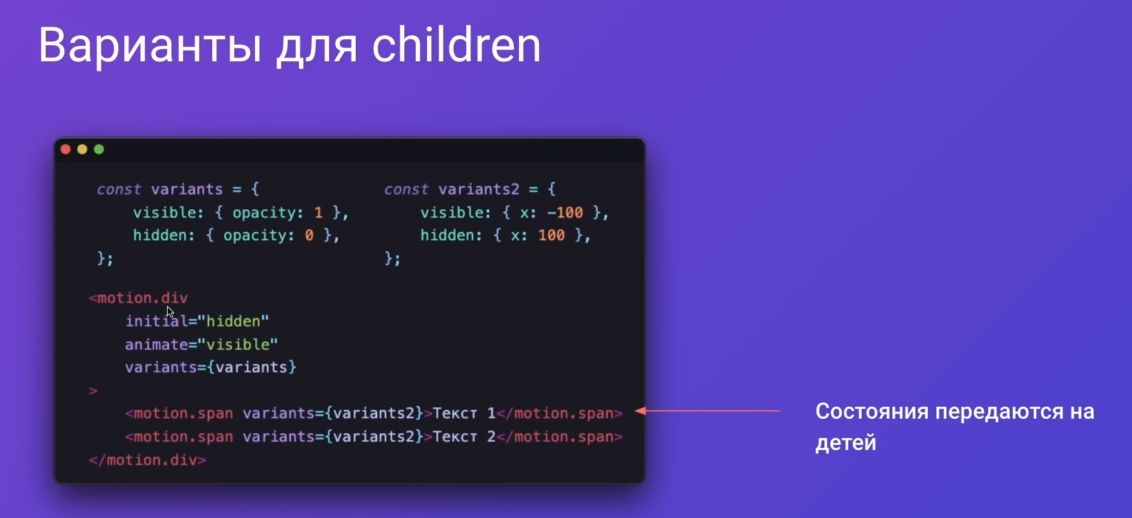 Варианты для children
const variants = {
    visible: { opacity: 1 },
    hidden: { opacity: 0 },
};
const variants2 = {
    visible: { x: -100 },
    hidden: { x: 100 },
};
<motion.div
    initial="hidden"
    animate="visible"
    variants={variants}
>
    <motion.span variants={variants2}>Текст 1</motion.span>
    <motion.span variants={variants2}>Текст 2</motion.span>
</motion.div>
Состояния передаются на
детей